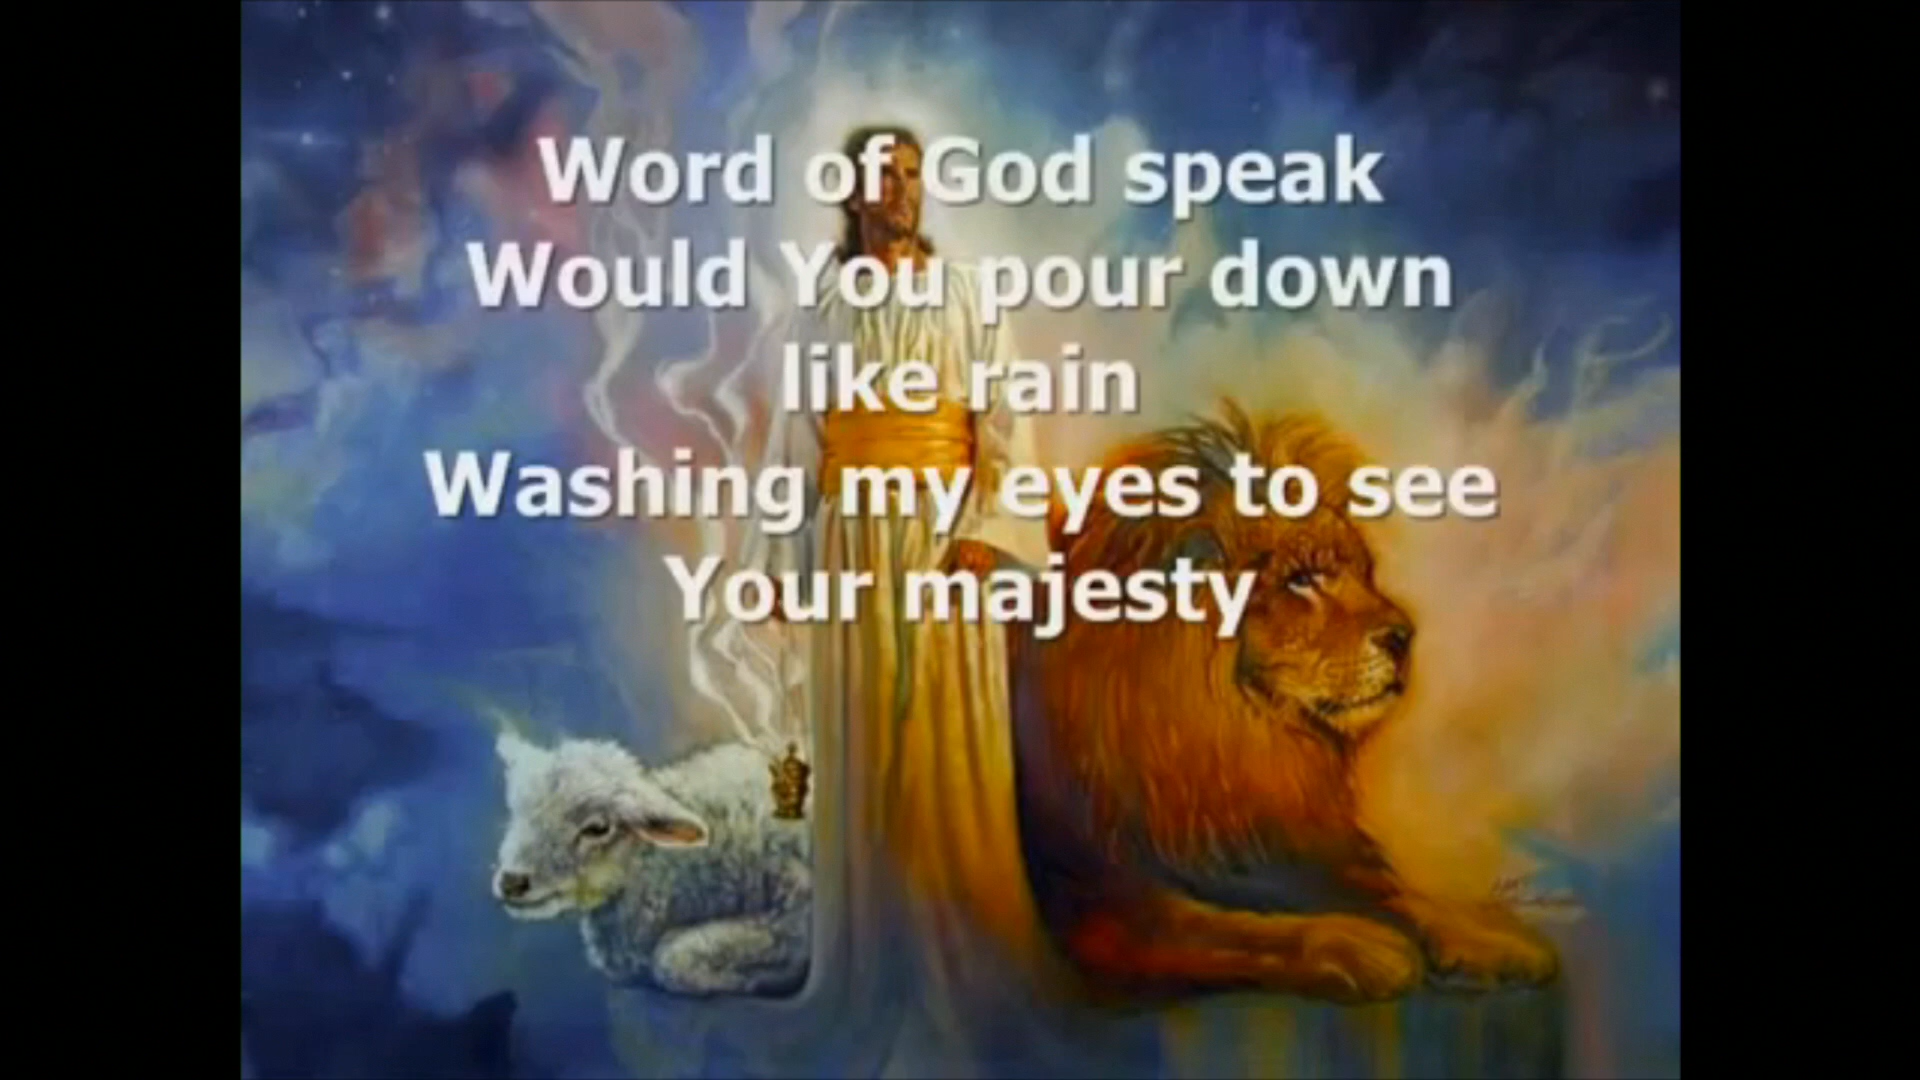 Word of God speak
Would You pour down
like rain
Washing my eyes to see
Your majesty